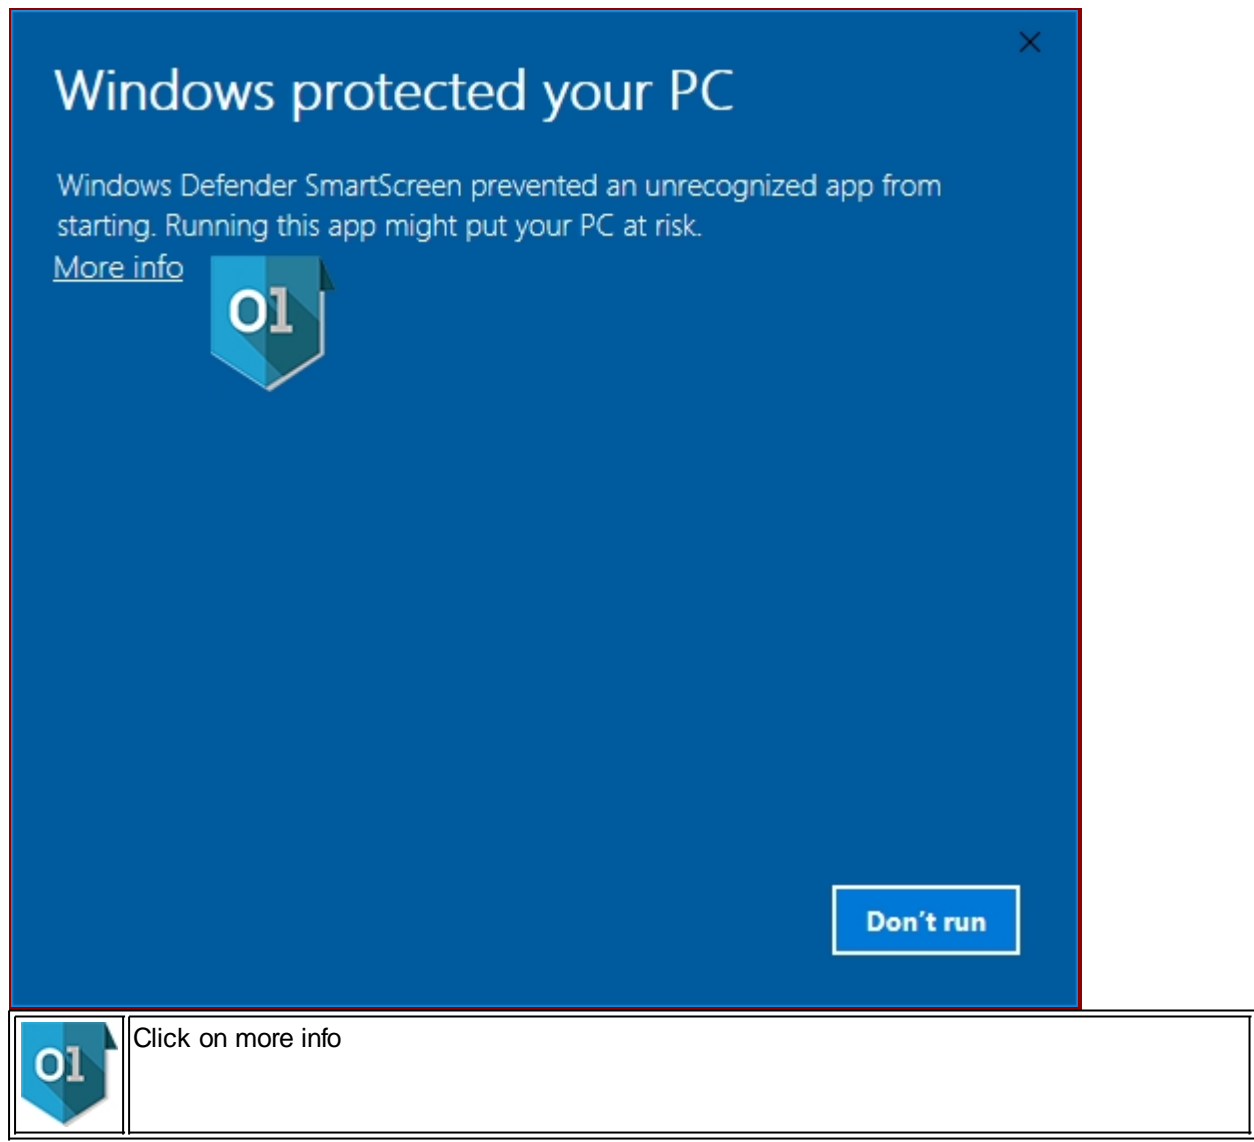 Windows protected your PC
Windows Defender SmartScreen prevented an unrecognized app from
starting. Running this app might put your PC at risk.
More info
01
Don't run
01
Click on more info